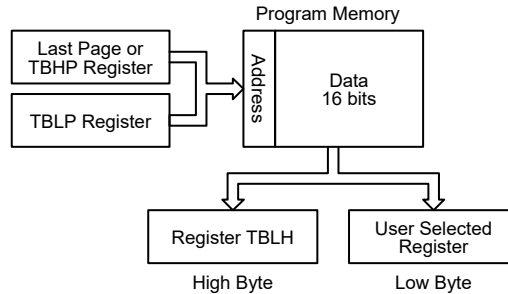 Program Memory
Last Page or
TBHP Register
TBLP Register
Address
Data
16 bits
Register TBLH
User Selected
Register
High Byte
Low Byte